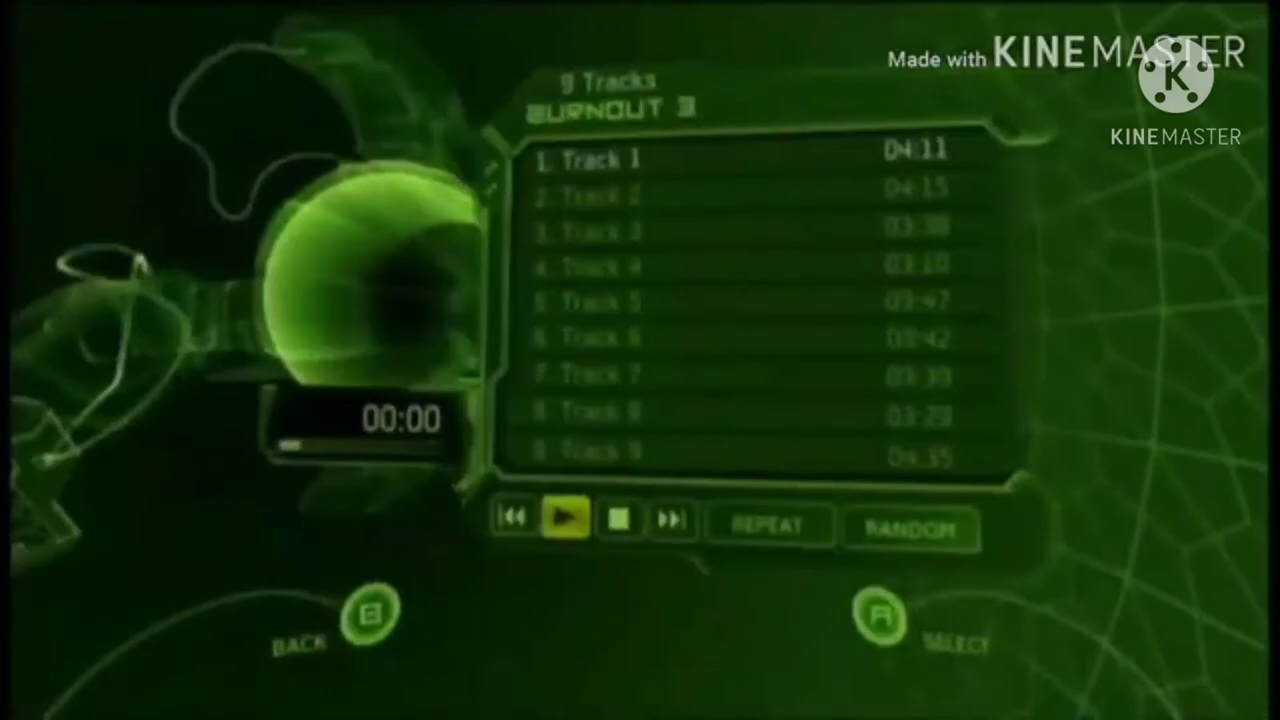 Made with KINEMASTER
KINEMASTER
9 Tracks
BURNOUT 3
1. Track 1 04:11
2. Track 2 04:15
3. Track 3
4. Track 4 03:10
5. Track 5 03:47
6. Track 6
7. Track 7
8. Track 8
9. Track 9
00:00
REPEAT
RANDOM
BACK
B
A
SELECT